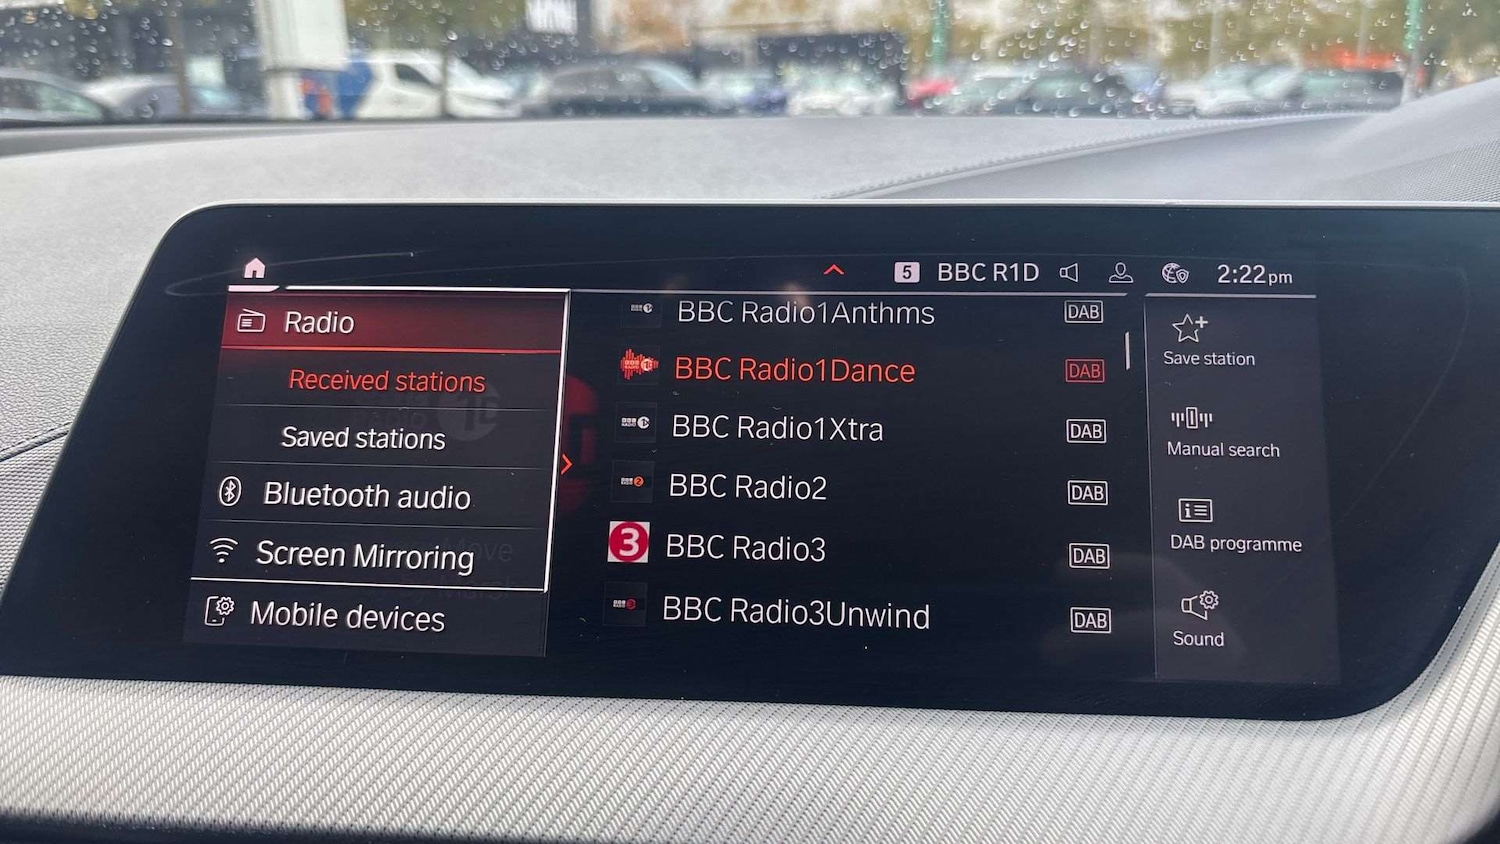 5 BBC R1D 2:22pm
Radio
Received stations
Saved stations
Bluetooth audio
Screen Mirroring
Mobile devices
BBC Radio1Anthms DAB
BBC Radio1Dance DAB
BBC Radio1Xtra DAB
BBC Radio2 DAB
3 BBC Radio3 DAB
BBC Radio3Unwind DAB
Save station
Manual search
DAB programme
Sound